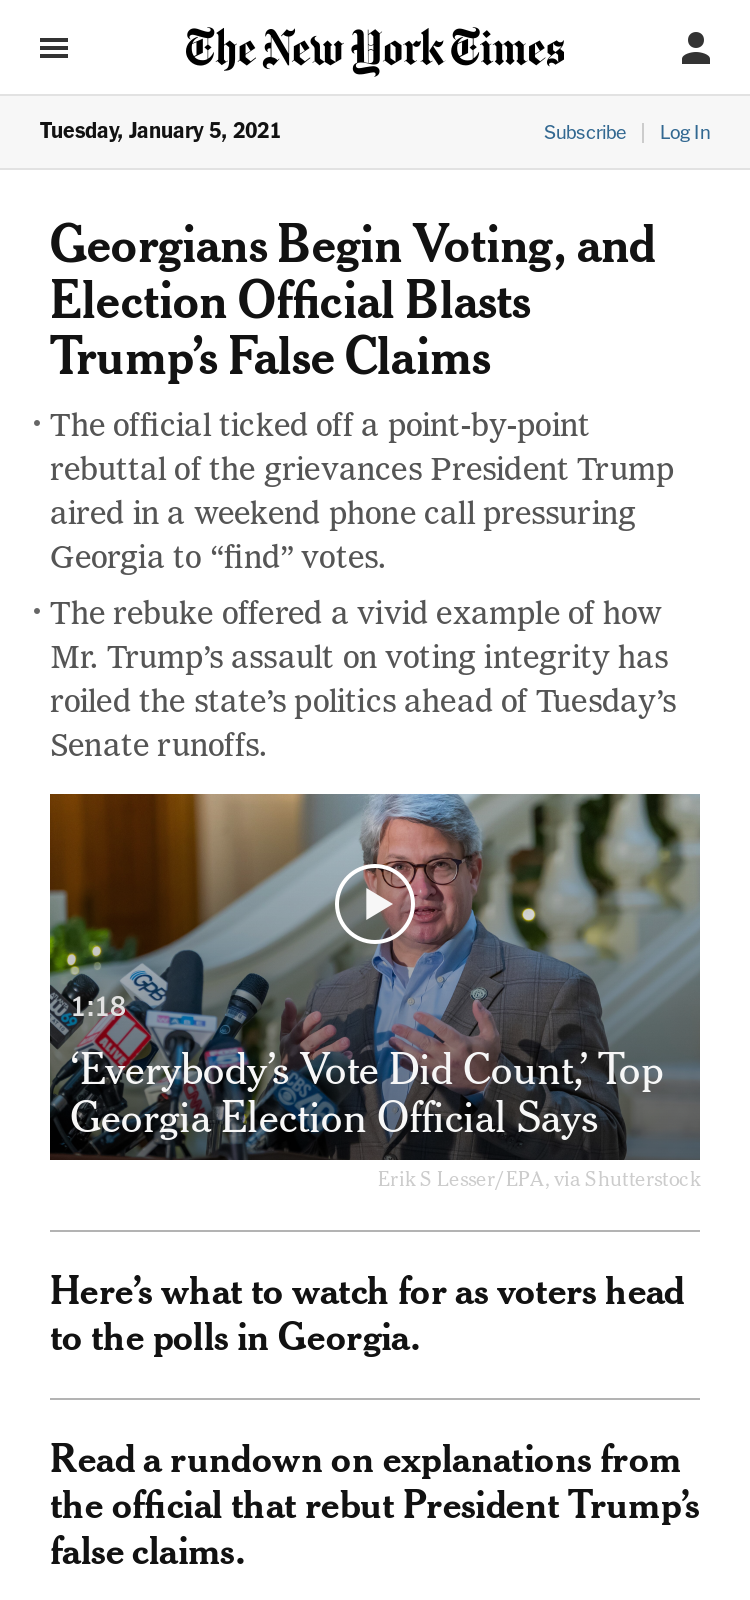 The New York Times
Tuesday, January 5, 2021
Subscribe | Log In
Georgians Begin Voting, and
Election Official Blasts
Trump’s False Claims
• The official ticked off a point-by-point
rebuttal of the grievances President Trump
aired in a weekend phone call pressuring
Georgia to “find” votes.
• The rebuke offered a vivid example of how
Mr. Trump’s assault on voting integrity has
roiled the state’s politics ahead of Tuesday’s
Senate runoffs.
GPB
1:18
69
ALIVE
CNN
CBS
‘Everybody’s Vote Did Count,’ Top
Georgia Election Official Says
Erik S Lesser/EPA, via Shutterstock
Here’s what to watch for as voters head
to the polls in Georgia.
Read a rundown on explanations from
the official that rebut President Trump’s
false claims.